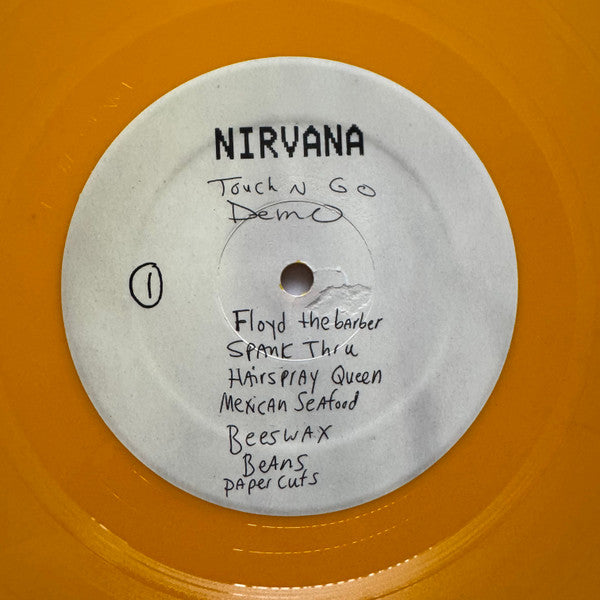 NIRVANA
Touch N GO
Demo
1
Floyd the barber
SPANK Thru
HAirspray Queen
Mexican Seafood
BeeswAx
BeAns
pAper cuts